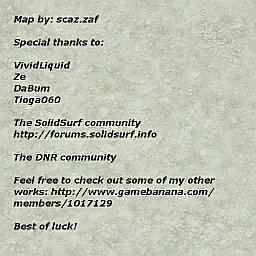 Map by: scaz.zaf
Special thanks to:
VividLiquid
Ze
DaBum
Tioga060
The SolidSurf community
http://forums.solidsurf.info
The DNR community
Feel free to check out some of my other
works: http://www.gamebanana.com/
members/1017129
Best of luck!